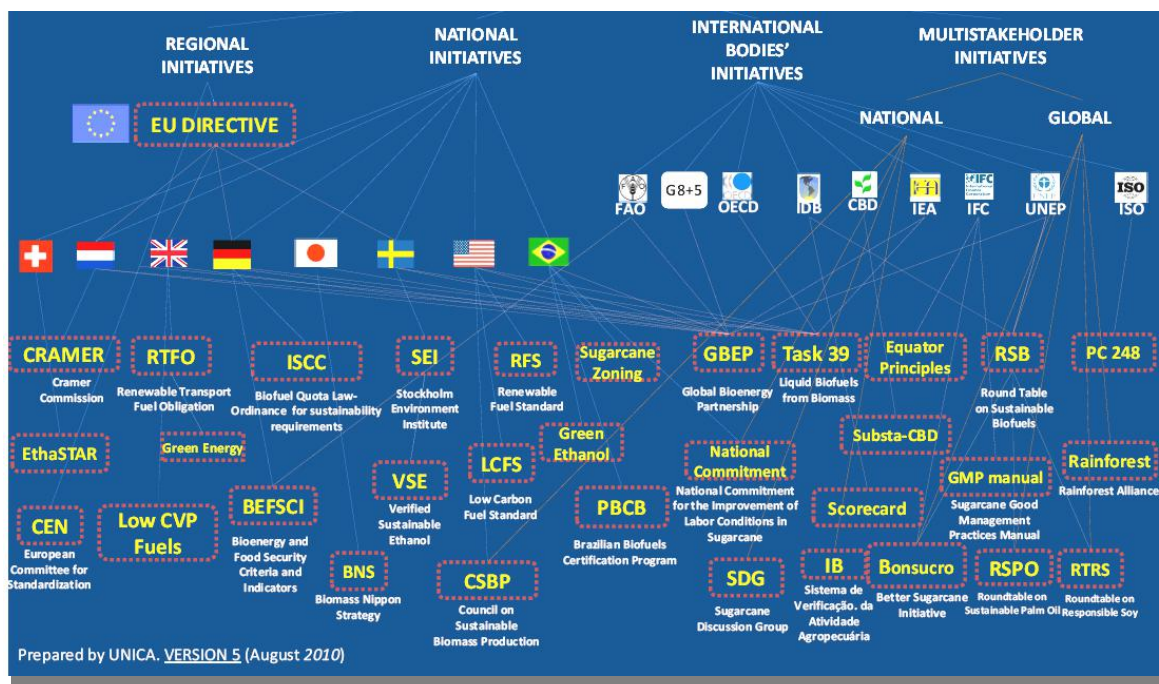 REGIONAL
INITIATIVES
NATIONAL
INITIATIVES
INTERNATIONAL
BODIES'
INITIATIVES
MULTISTAKEHOLDER
INITIATIVES
EU DIRECTIVE
NATIONAL
GLOBAL
FAO
G8+5
OECD
IDB
CBD
IEA
IFC
IFC
UNEP
ISO
ISO
CRAMER
Cramer
Commission
RTFO
Renewable Transport
Fuel Obligation
ISCC
Biofuel Quota Law-
Ordinance for sustainability
requirements
SEI
Stockholm
Environment
Institute
RFS
Renewable
Fuel Standard
Sugarcane
Zoning
GBEP
Global Bioenergy
Partnership
Task 39
Liquid Biofuels
from Biomass
Equator
Principles
RSB
Round Table
on Sustainable
Biofuels
PC 248
EthaSTAR
Green Energy
Green
Ethanol
National
Commitment
National Commitment
for the Improvement of
Labor Conditions in
Sugarcane
Substa-CBD
GMP manual
Sugarcane Good
Management
Practices Manual
Rainforest
Rainforest Alliance
CEN
European
Committee for
Standardization
Low CVP
Fuels
BEFSCI
Bioenergy and
Food Security
Criteria and
Indicators
VSE
Verified
Sustainable
Ethanol
LCFS
Low Carbon
Fuel Standard
PBCB
Brazilian Biofuels
Certification Program
Scorecard
BNS
Biomass Nippon
Strategy
CSBP
Council on
Sustainable
Biomass Production
SDG
Sugarcane
Discussion Group
IB
Sistema de
Verificação. da
Atividade
Agropecuária
Bonsucro
Better Sugarcane
Initiative
RSPO
Roundtable on
Sustainable Palm Oil
RTRS
Roundtable on
Responsible Soy
Prepared by UNICA. VERSION 5 (August 2010)